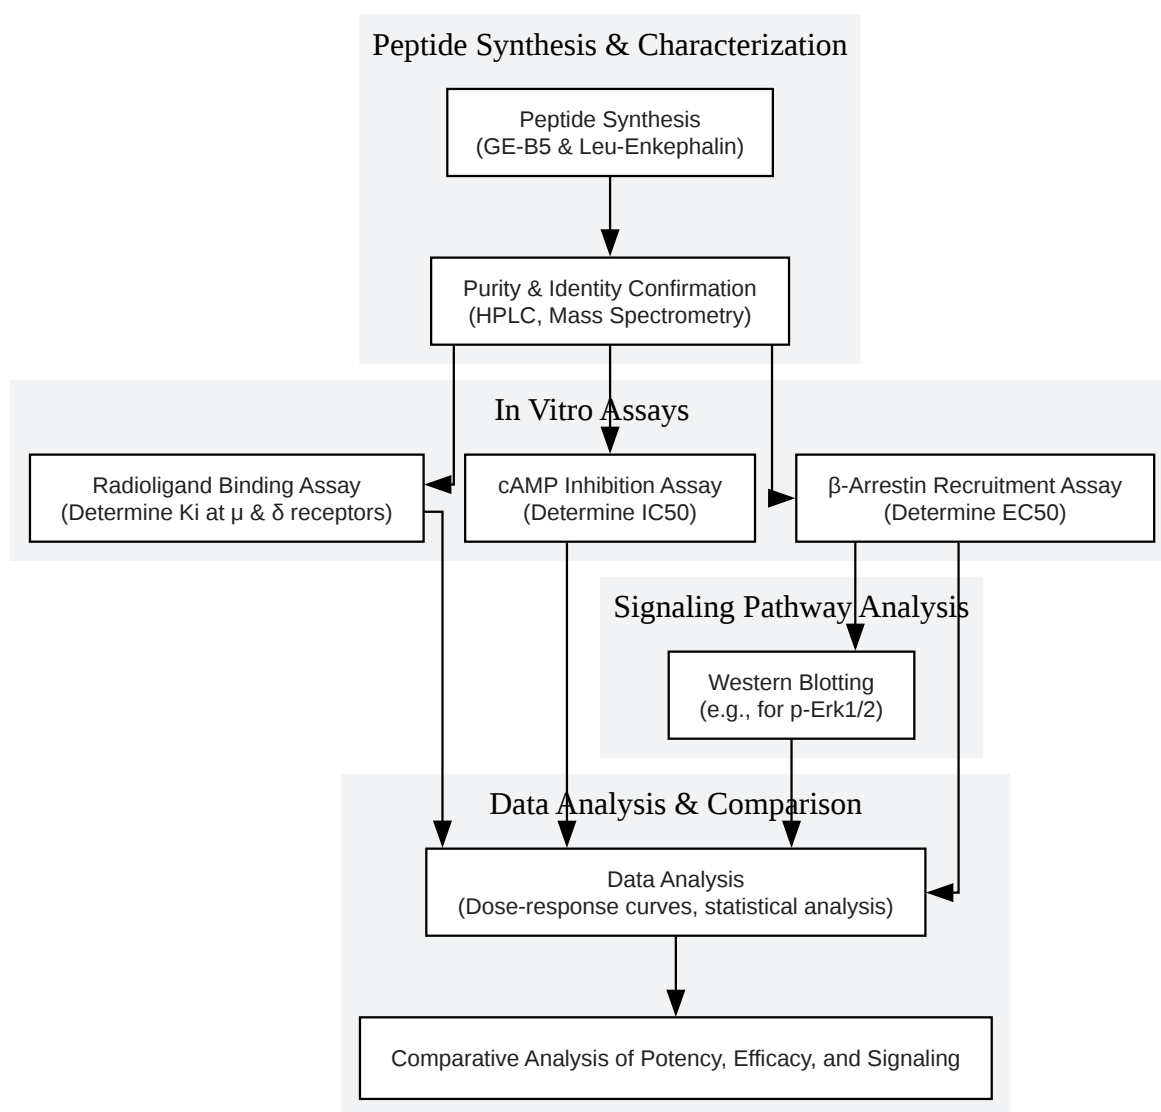 Peptide Synthesis & Characterization
Peptide Synthesis
(GE-B5 & Leu-Enkephalin)
Purity & Identity Confirmation
(HPLC, Mass Spectrometry)
In Vitro Assays
Radioligand Binding Assay
(Determine Ki at μ & δ receptors)
cAMP Inhibition Assay
(Determine IC50)
β-Arrestin Recruitment Assay
(Determine EC50)
Signaling Pathway Analysis
Western Blotting
(e.g., for p-Erk1/2)
Data Analysis & Comparison
Data Analysis
(Dose-response curves, statistical analysis)
Comparative Analysis of Potency, Efficacy, and Signaling